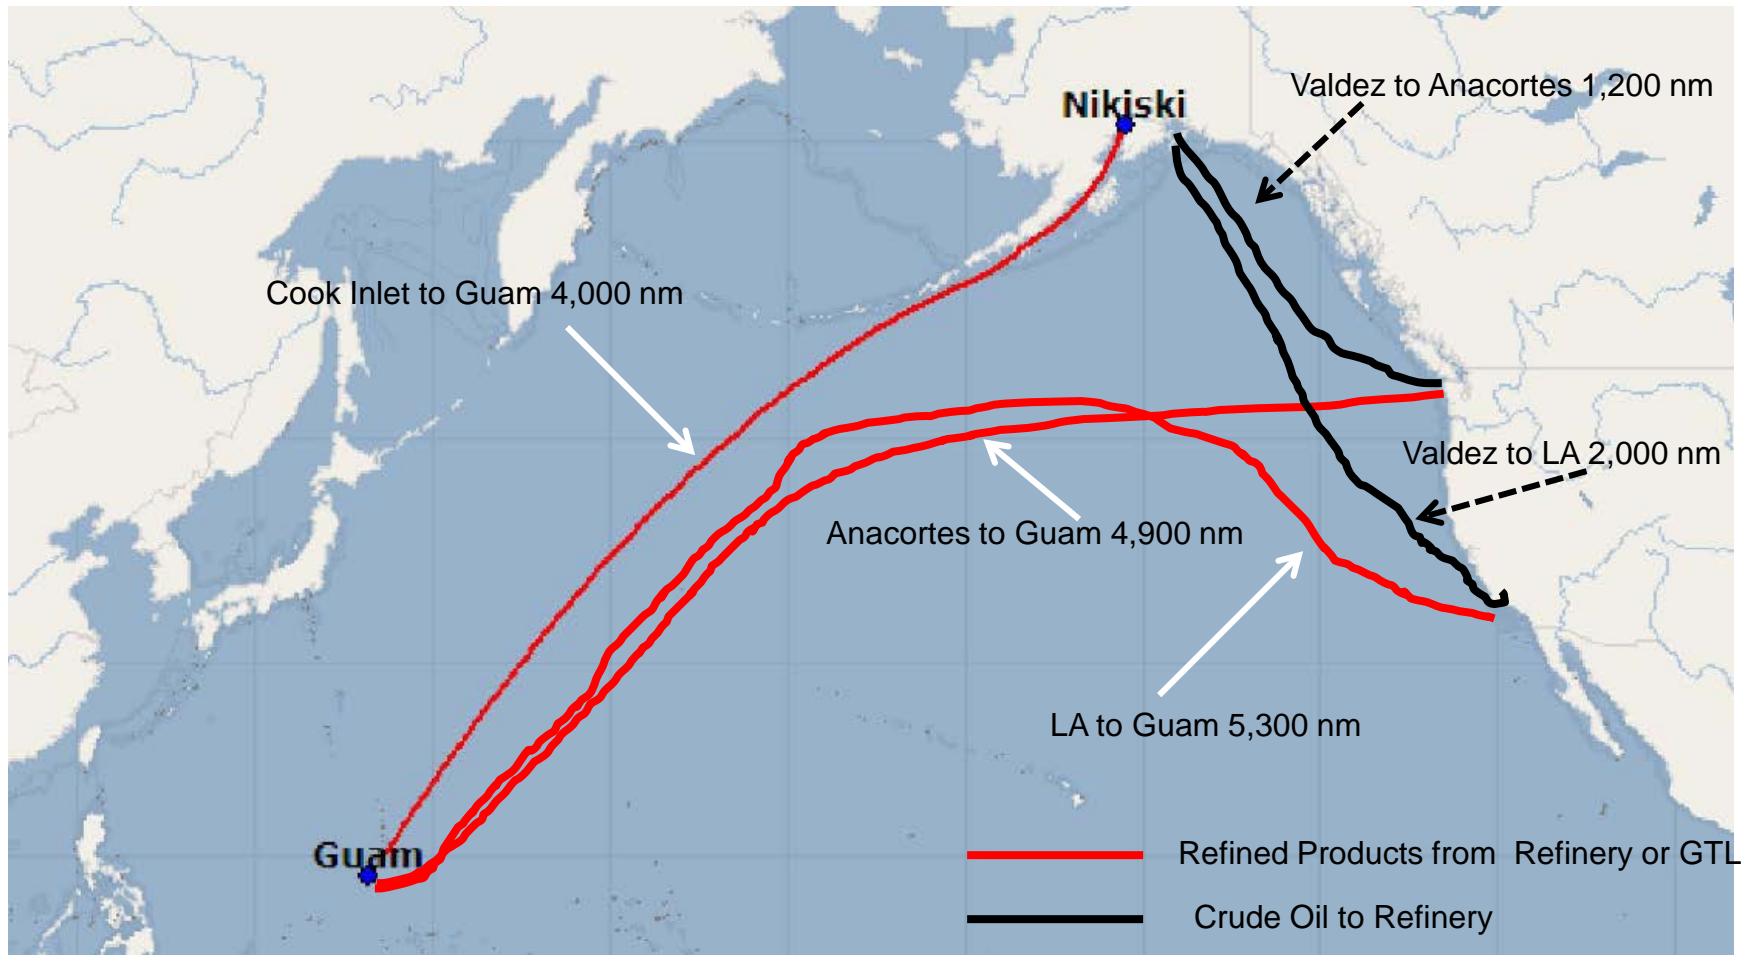 Valdez to Anacortes 1,200 nm
Nikiski
Cook Inlet to Guam 4,000 nm
Valdez to LA 2,000 nm
Anacortes to Guam 4,900 nm
LA to Guam 5,300 nm
Guam
Refined Products from Refinery or GTL
Crude Oil to Refinery